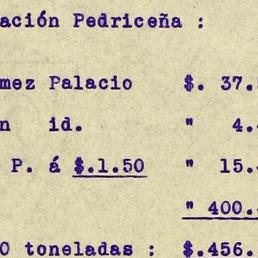 ación Pedriceña :
mez Palacio $. 37.
n id. " 4.
P. á $.1.50 " 15.
" 400.
0 toneladas : $.456.